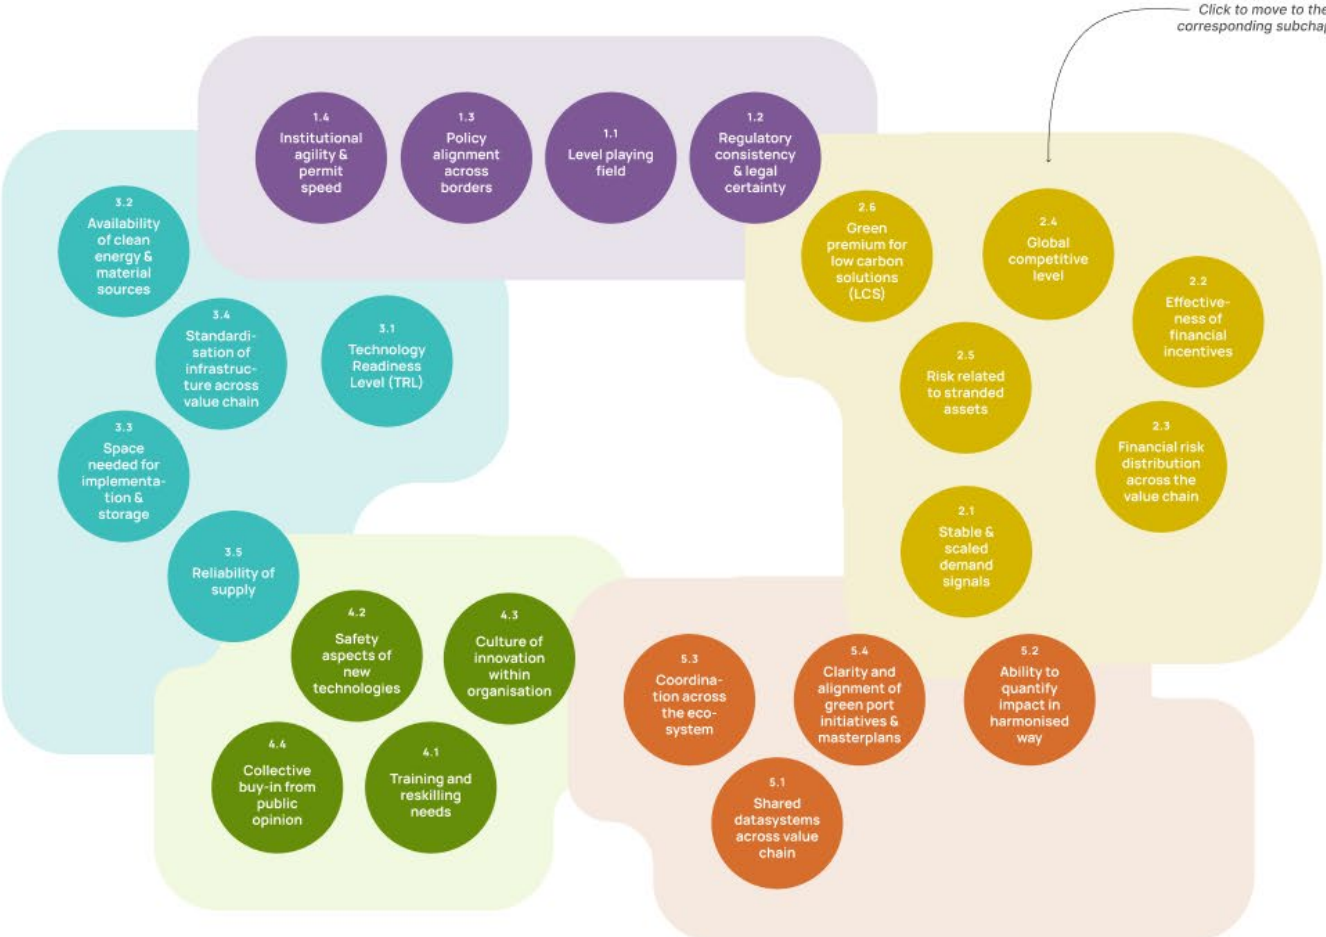 Click to move to the
corresponding subchap
1.4
Institutional
agility &
permit
speed
1.3
Policy
alignment
across
borders
1.1
Level playing
field
1.2
Regulatory
consistency
& legal
certainty
3.2
Availability
of clean
energy &
material
sources
3.4
Standardi-
sation of
infrastruc-
ture across
value chain
3.1
Technology
Readiness
Level (TRL)
3.3
Space
needed for
implementa-
tion &
storage
3.5
Reliability of
supply
2.6
Green
premium for
low carbon
solutions
(LCS)
2.4
Global
competitive
level
2.2
Effective-
ness of
financial
incentives
2.5
Risk related
to stranded
assets
2.3
Financial risk
distribution
across the
value chain
2.1
Stable &
scaled
demand
signals
4.2
Safety
aspects of
new
technologies
4.3
Culture of
innovation
within
organisation
4.4
Collective
buy-in from
public
opinion
4.1
Training and
reskilling
needs
5.3
Coordina-
tion across
the eco-
system
5.4
Clarity and
alignment of
green port
initiatives &
masterplans
5.2
Ability to
quantify
impact in
harmonised
way
5.1
Shared
datasystems
across value
chain